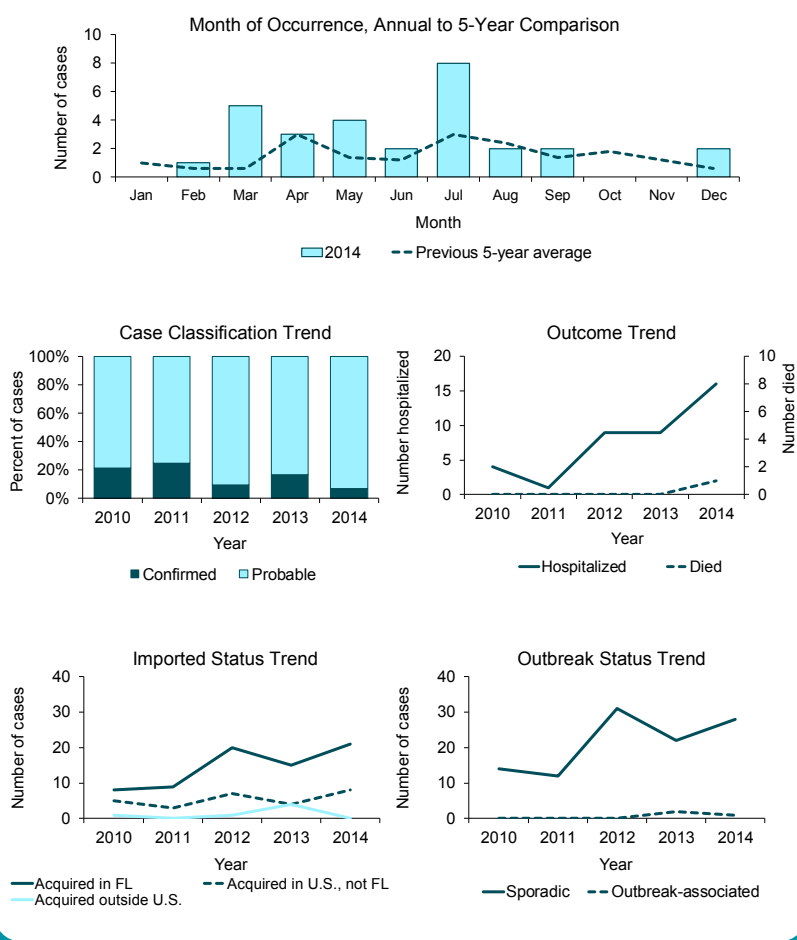 Month of Occurrence, Annual to 5-Year Comparison
Number of cases
10
8
6
4
2
0
Jan Feb Mar Apr May Jun Jul Aug Sep Oct Nov Dec
Month
2014 Previous 5-year average
Case Classification Trend
Percent of cases
100%
80%
60%
40%
20%
0%
2010 2011 2012 2013 2014
Year
Confirmed Probable
Outcome Trend
Number hospitalized
20
15
10
5
0
10
8
6
4
2
0
Number died
2010 2011 2012 2013 2014
Year
Hospitalized Died
Imported Status Trend
Number of cases
40
30
20
10
0
2010 2011 2012 2013 2014
Year
Acquired in FL Acquired in U.S., not FL
Acquired outside U.S.
Outbreak Status Trend
Number of cases
40
30
20
10
0
2010 2011 2012 2013 2014
Year
Sporadic Outbreak-associated